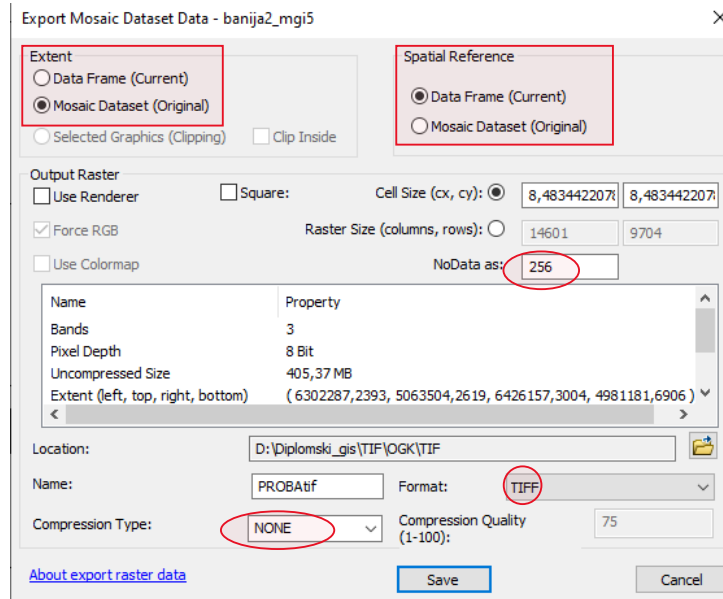 Export Mosaic Dataset Data - banija2_mgi5
Extent
Data Frame (Current)
Mosaic Dataset (Original)
Selected Graphics (Clipping) Clip Inside
Spatial Reference
Data Frame (Current)
Mosaic Dataset (Original)
Output Raster
Use Renderer Square: Cell Size (cx, cy): 8,4834422078 8,4834422078
Force RGB Raster Size (columns, rows): 14601 9704
Use Colormap NoData as: 256
Name Property
Bands 3
Pixel Depth 8 Bit
Uncompressed Size 405,37 MB
Extent (left, top, right, bottom) ( 6302287,2393, 5063504,2619, 6426157,3004, 4981181,6906 )
Location: D:\Diplomski_gis\TIF\OGK\TIF
Name: PROBAtif Format: TIFF
Compression Type: NONE Compression Quality
(1-100): 75
About export raster data Save Cancel